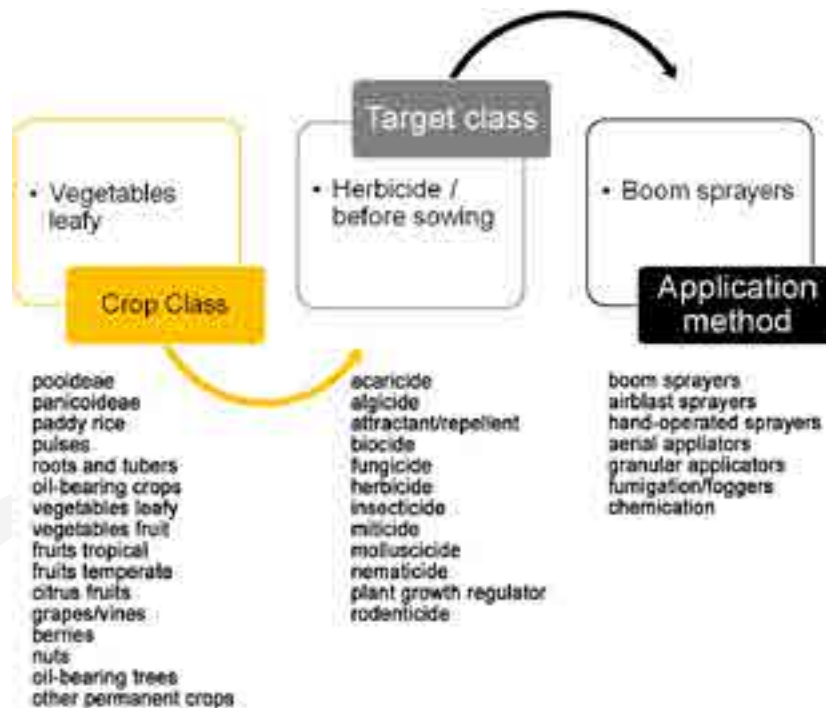 Target class
• Vegetables
leafy
• Herbicide /
before sowing
• Boom sprayers
Crop Class
Application
method
pooideae
panicoideae
paddy rice
pulses
roots and tubers
oil-bearing crops
vegetables leafy
vegetables fruit
fruits tropical
fruits temperate
citrus fruits
grapes/vines
berries
nuts
oil-bearing trees
other permanent crops
acaricide
algicide
attractant/repellent
biocide
fungicide
herbicide
insecticide
miticide
molluscicide
nematicide
plant growth regulator
rodenticide
boom sprayers
airblast sprayers
hand-operated sprayers
aerial appliators
granular applicators
fumigation/foggers
chemication